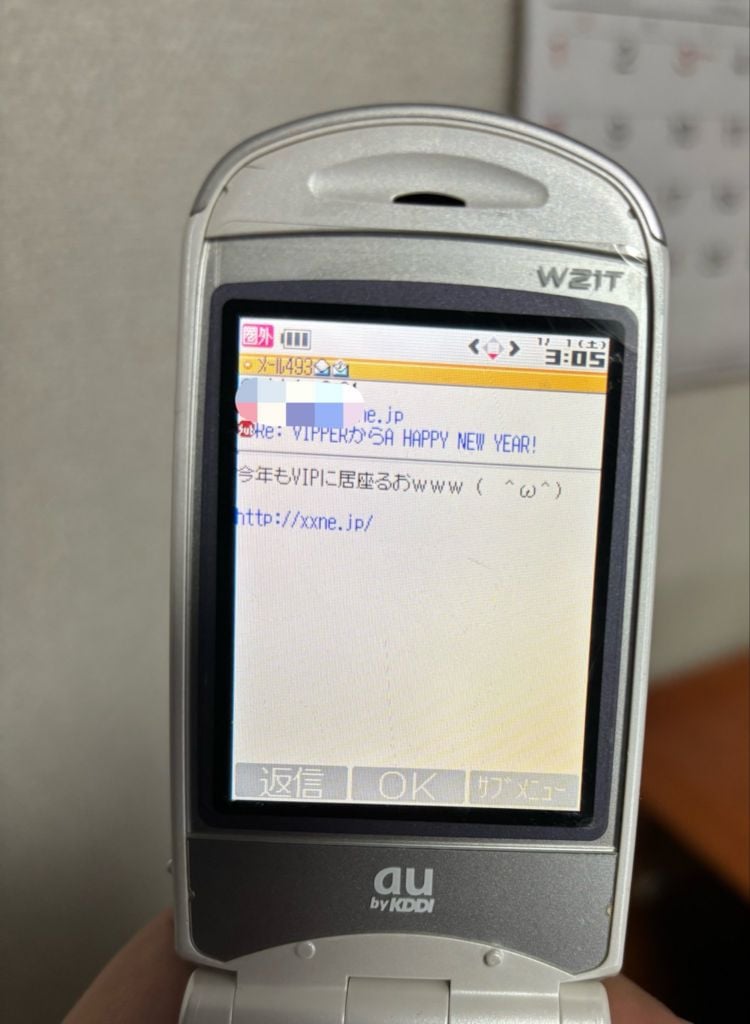 W21T
圏外
1/ 1(土)
3:05
メール493
ne.jp
Sub Re: VIPPERからA HAPPY NEW YEAR!
今年もVIPに居座るおwww ( ^ω^)
http://xxne.jp/
返信 OK サブメニュー
au
by KDDI